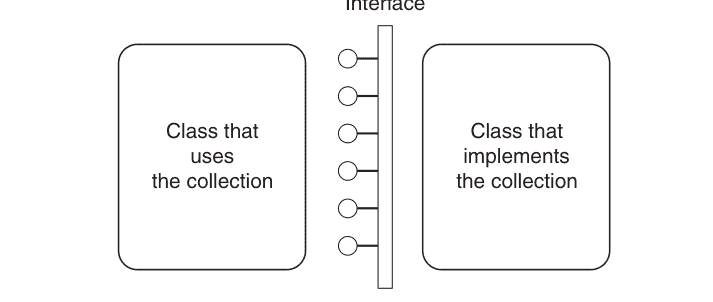 Interface
Class that
uses
the collection
Class that
implements
the collection